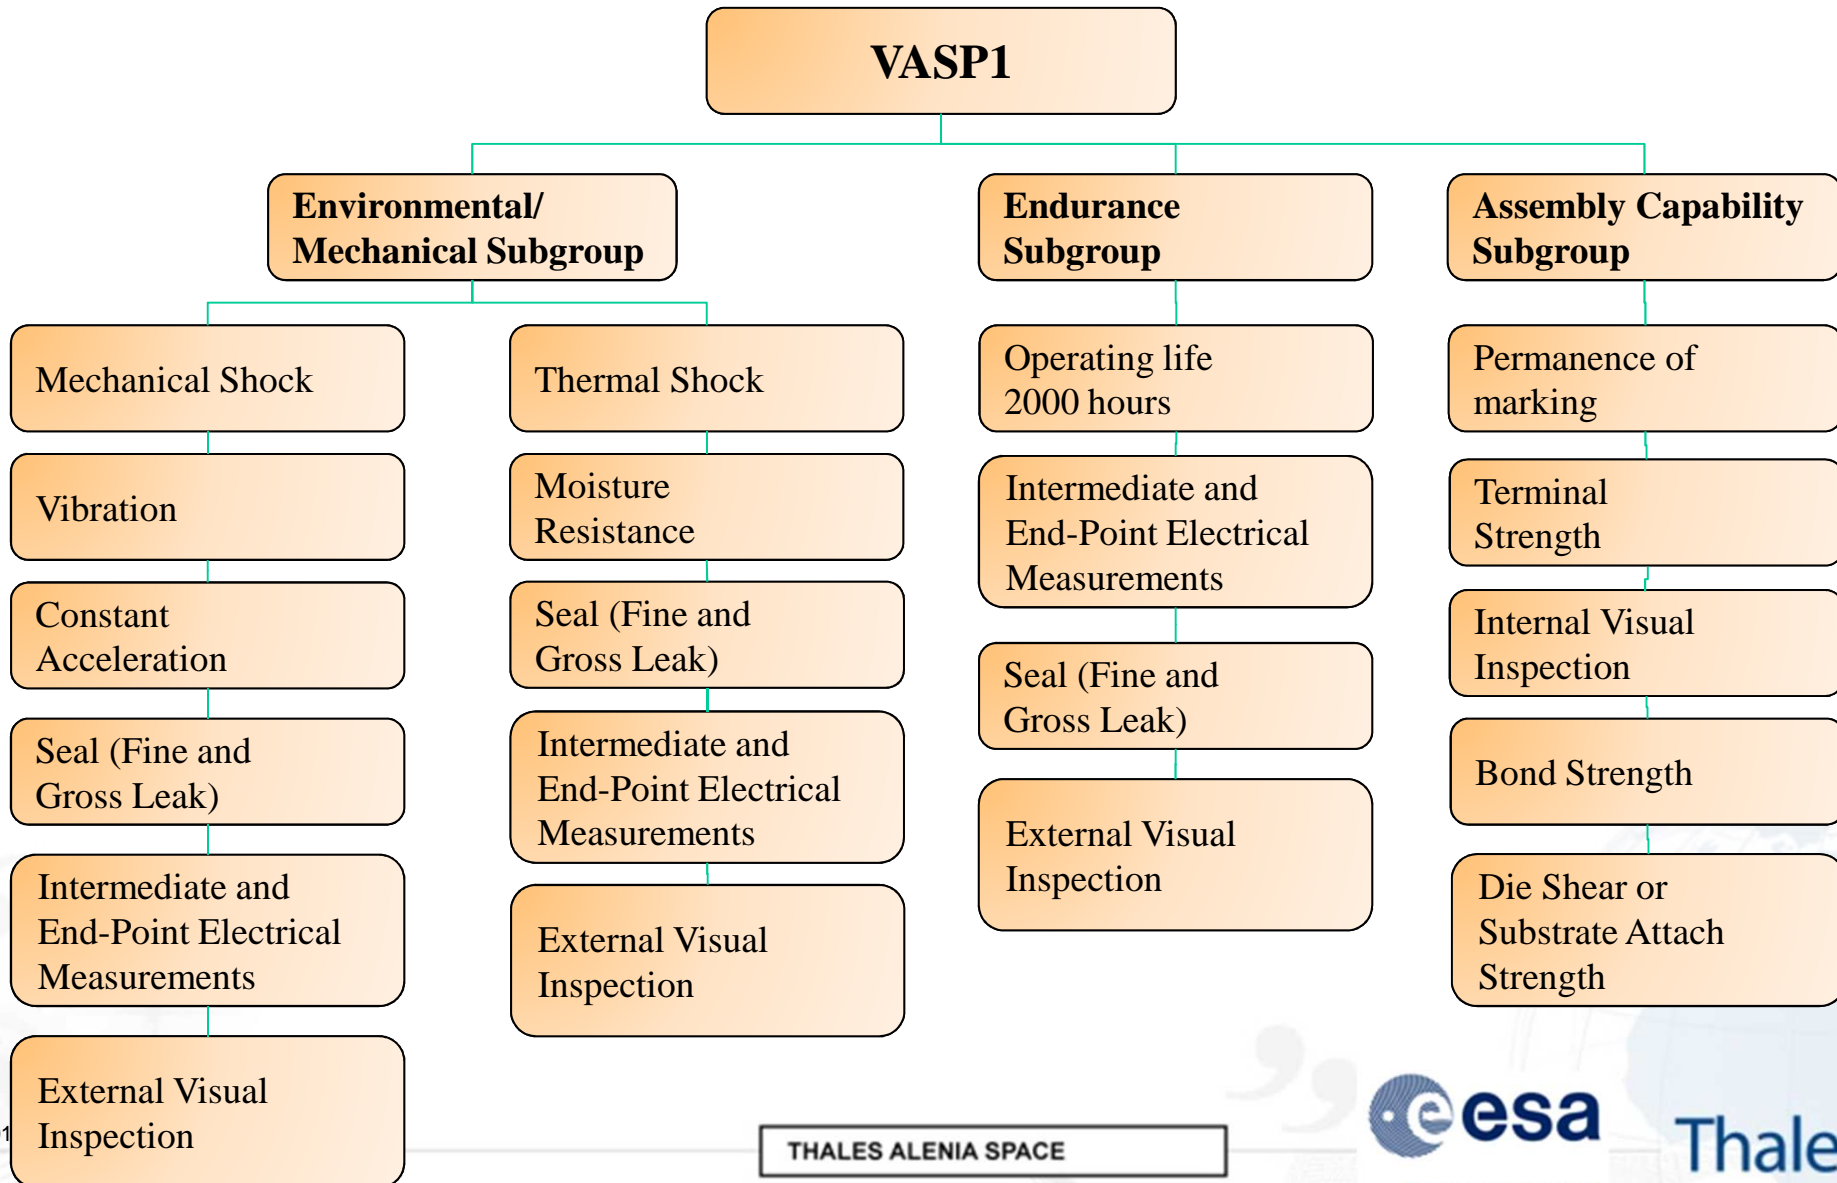 VASP1
Environmental/
Mechanical Subgroup
Endurance
Subgroup
Assembly Capability
Subgroup
Mechanical Shock
Vibration
Constant
Acceleration
Seal (Fine and
Gross Leak)
Intermediate and
End-Point Electrical
Measurements
External Visual
Inspection
Thermal Shock
Moisture
Resistance
Seal (Fine and
Gross Leak)
Intermediate and
End-Point Electrical
Measurements
External Visual
Inspection
Operating life
2000 hours
Intermediate and
End-Point Electrical
Measurements
Seal (Fine and
Gross Leak)
External Visual
Inspection
Permanence of
marking
Terminal
Strength
Internal Visual
Inspection
Bond Strength
Die Shear or
Substrate Attach
Strength
THALES ALENIA SPACE
esa
Thale